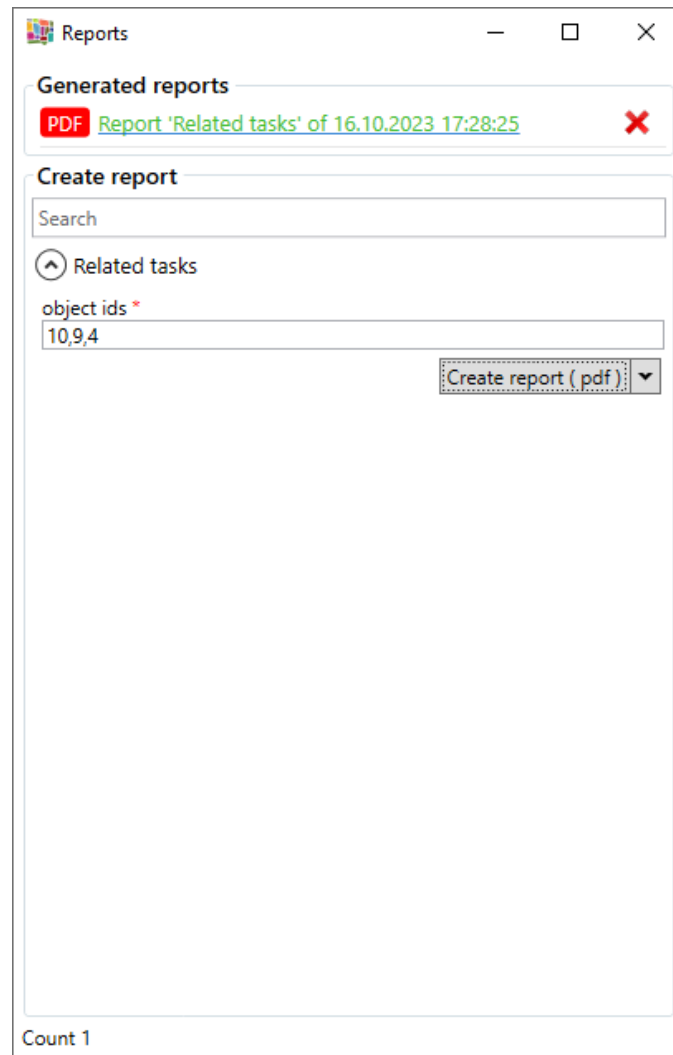 Reports
Generated reports
PDF Report 'Related tasks' of 16.10.2023 17:28:25
Create report
Search
Related tasks
object ids *
10,9,4
Create report ( pdf )
Count 1